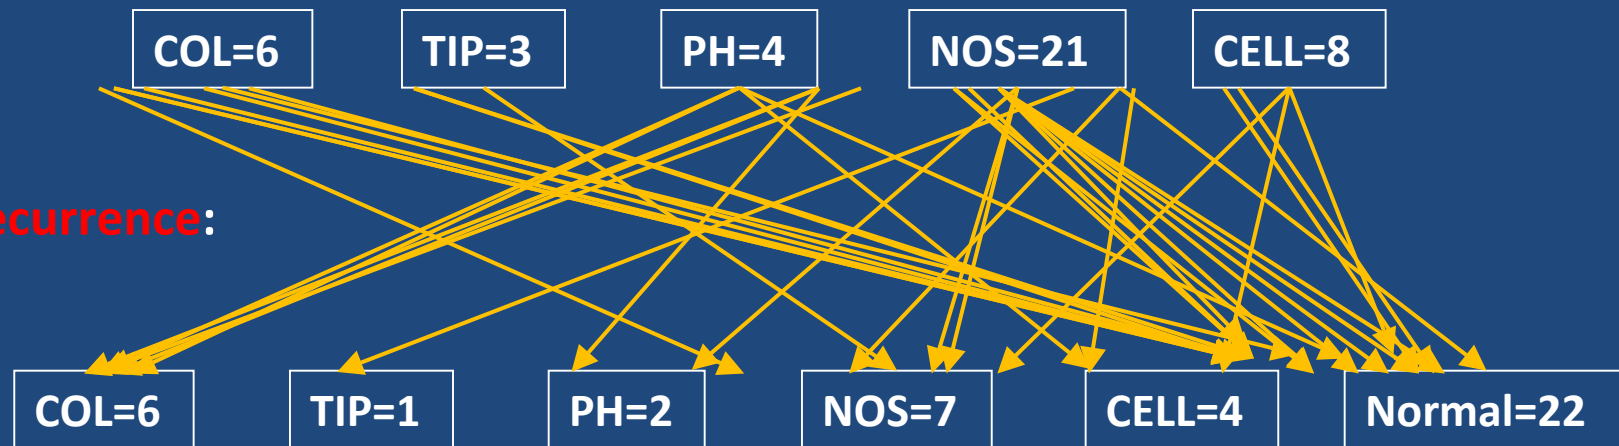 COL=6 TIP=3 PH=4 NOS=21 CELL=8
ecurrence:
COL=6 TIP=1 PH=2 NOS=7 CELL=4 Normal=22